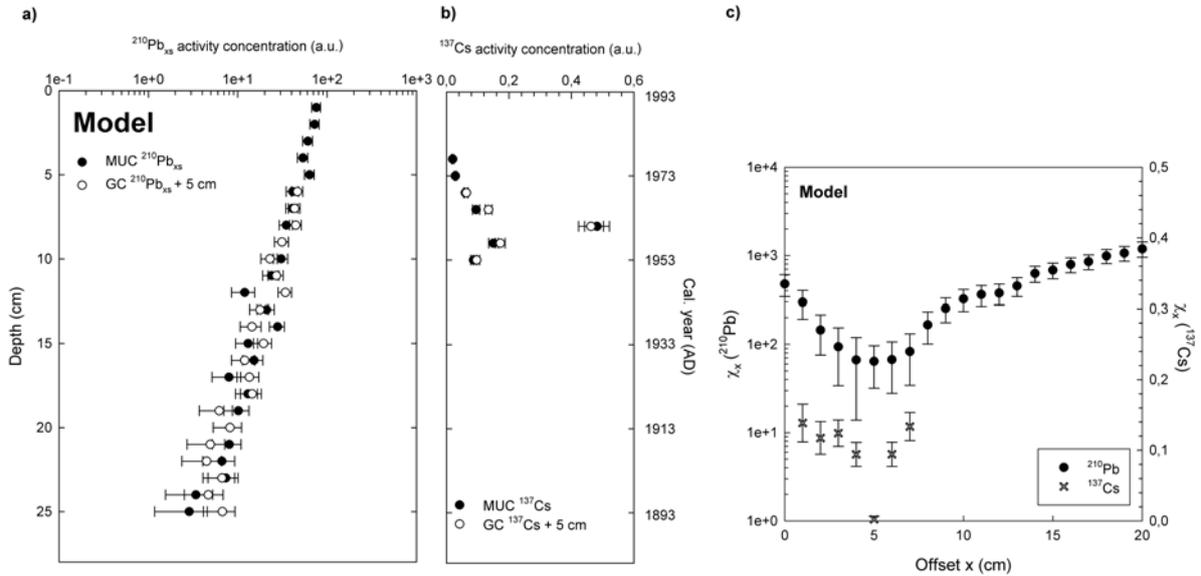 a)
b)
c)
²¹⁰Pbₓₛ activity concentration (a.u.)
¹³⁷Cs activity concentration (a.u.)
1e-1 1e+0 1e+1 1e+2 1e+3
0,0 0,2 0,4 0,6
0
5
10
15
20
25
Depth (cm)
Model
MUC ²¹⁰Pbₓₛ
GC ²¹⁰Pbₓₛ + 5 cm
1993
1973
1953
1933
1913
1893
Cal. year (AD)
MUC ¹³⁷Cs
GC ¹³⁷Cs + 5 cm
1e+4
1e+3
1e+2
1e+1
1e+0
χₓ (²¹⁰Pb)
Model
0,5
0,4
0,3
0,2
0,1
0,0
χₓ (¹³⁷Cs)
²¹⁰Pb
¹³⁷Cs
0 5 10 15 20
Offset x (cm)